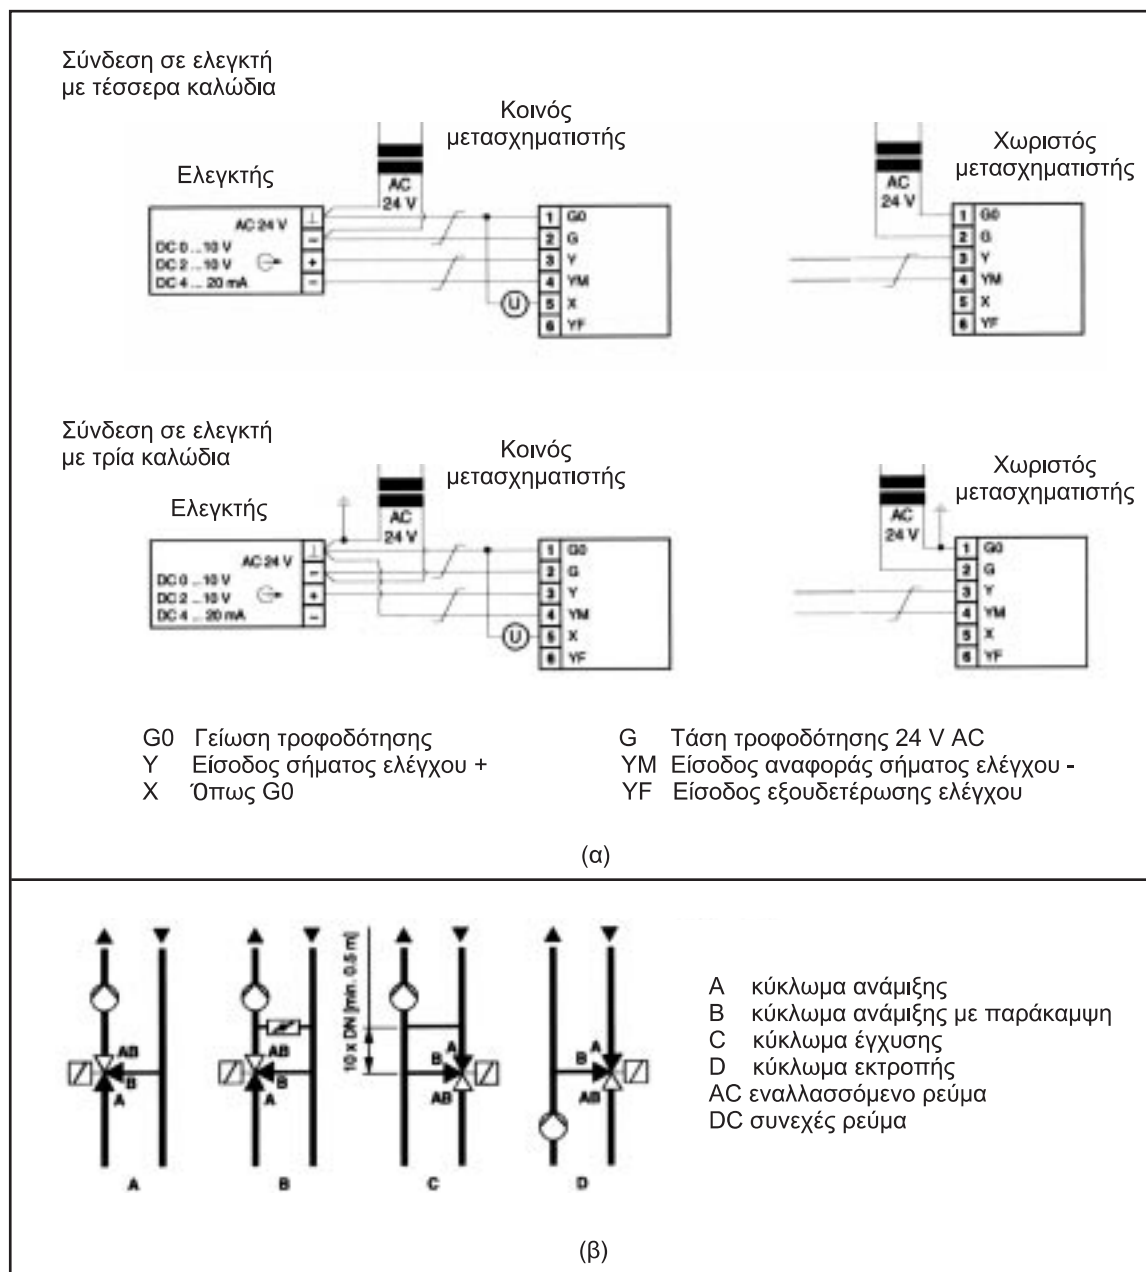 Σύνδεση σε ελεγκτή
με τέσσερα καλώδια
Κοινός
μετασχηματιστής
Χωριστός
μετασχηματιστής
Ελεγκτής
AC
24 V
AC
24 V
AC 24 V
DC 0 ... 10 V
DC 2 ... 10 V
DC 4 ... 20 mA
⊥
–
+
–
U
1 G0
2 G
3 Y
4 YM
5 X
6 YF
1 G0
2 G
3 Y
4 YM
5 X
6 YF
Σύνδεση σε ελεγκτή
με τρία καλώδια
Κοινός
μετασχηματιστής
Χωριστός
μετασχηματιστής
Ελεγκτής
AC
24 V
AC
24 V
AC 24 V
DC 0 ... 10 V
DC 2 ... 10 V
DC 4 ... 20 mA
⊥
–
+
–
U
1 G0
2 G
3 Y
4 YM
5 X
6 YF
1 G0
2 G
3 Y
4 YM
5 X
6 YF
G0 Γείωση τροφοδότησης
G Τάση τροφοδότησης 24 V AC
Y Είσοδος σήματος ελέγχου +
YM Είσοδος αναφοράς σήματος ελέγχου -
X Όπως G0
YF Είσοδος εξουδετέρωσης ελέγχου
(α)
AB
B
A
A
AB
B
A
B
10 x DN [min. 0.5 m]
A
B
AB
C
A
B
AB
D
A κύκλωμα ανάμιξης
B κύκλωμα ανάμιξης με παράκαμψη
C κύκλωμα έγχυσης
D κύκλωμα εκτροπής
AC εναλλασσόμενο ρεύμα
DC συνεχές ρεύμα
(β)